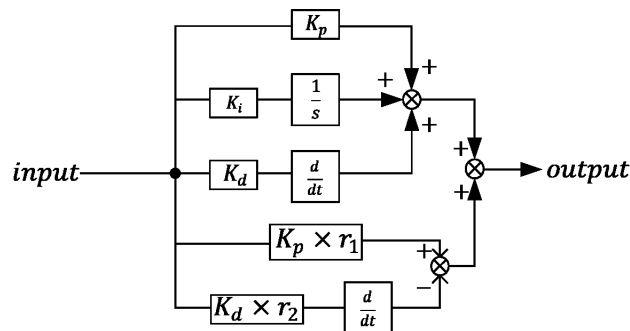 K_p
+
+
K_i
1/s
+
+
input
K_d
d/dt
+
output
+
K_p × r_1
+
−
K_d × r_2
d/dt